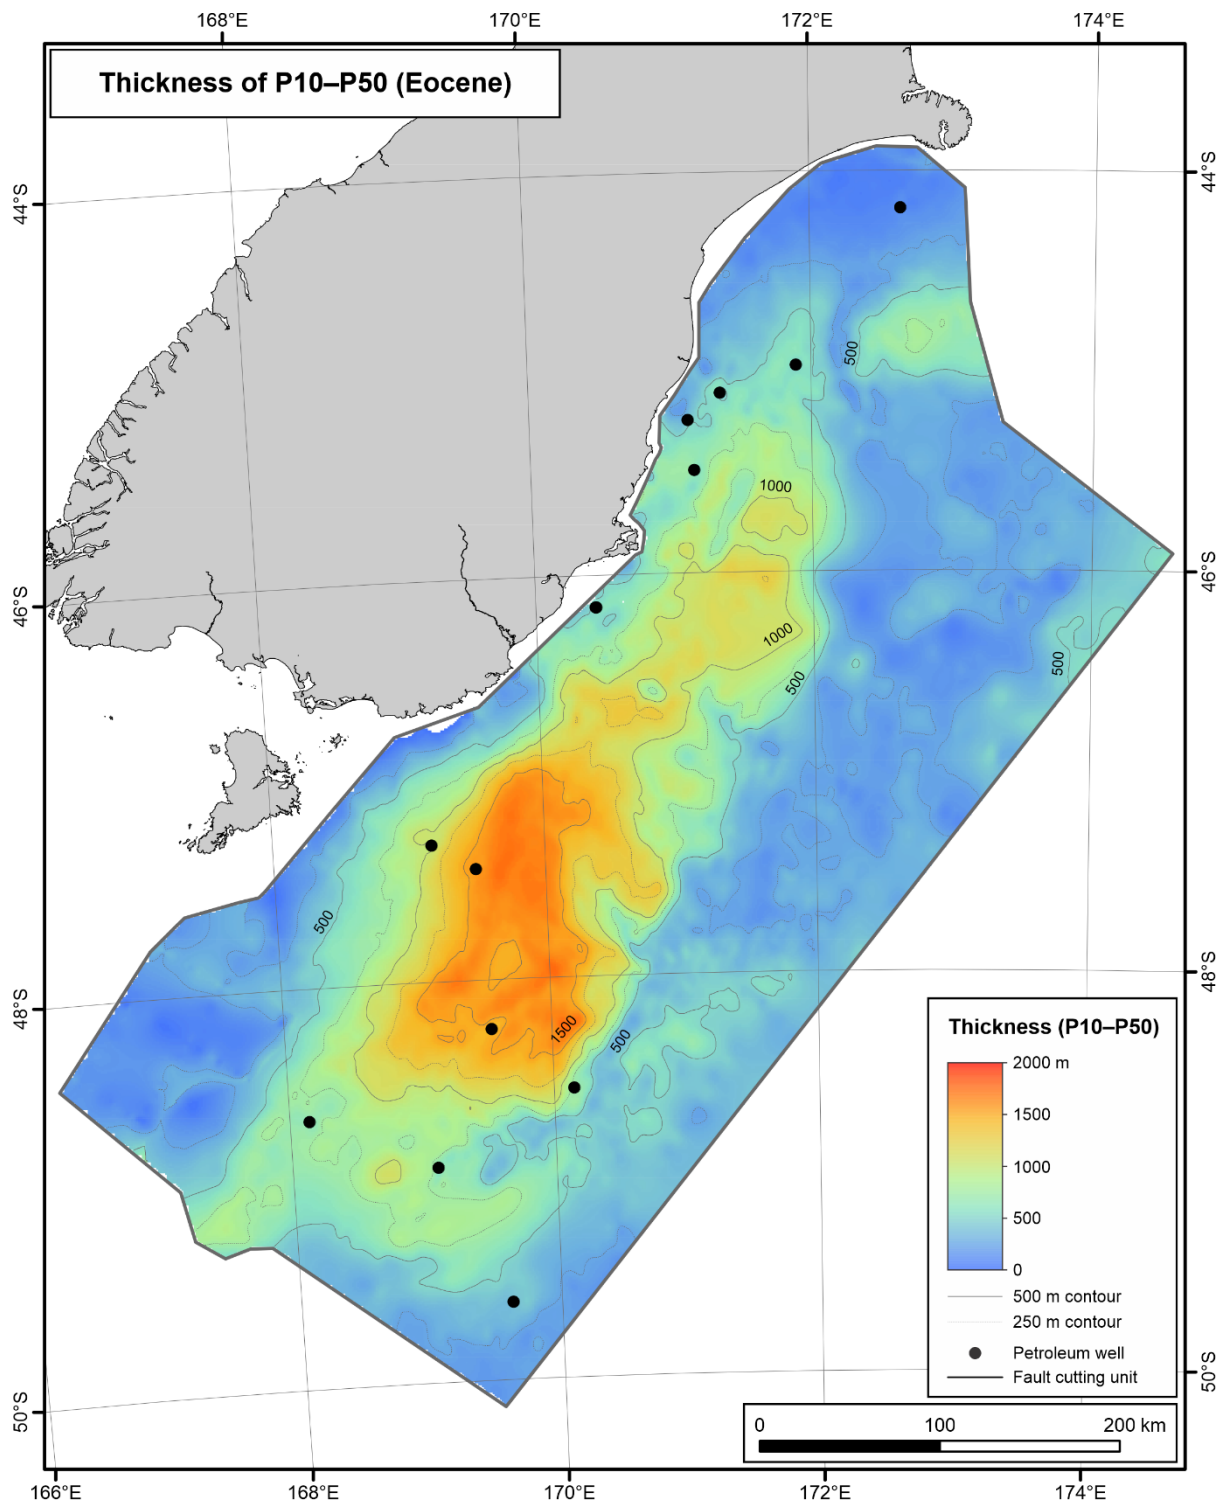 168°E 170°E 172°E 174°E
Thickness of P10–P50 (Eocene)
44°S
44°S
500
1000
46°S
46°S
1000
500
500
500
48°S
48°S
1500
500
Thickness (P10–P50)
2000 m
1500
1000
500
0
500 m contour
250 m contour
Petroleum well
Fault cutting unit
50°S
50°S
0 100 200 km
166°E 168°E 170°E 172°E 174°E